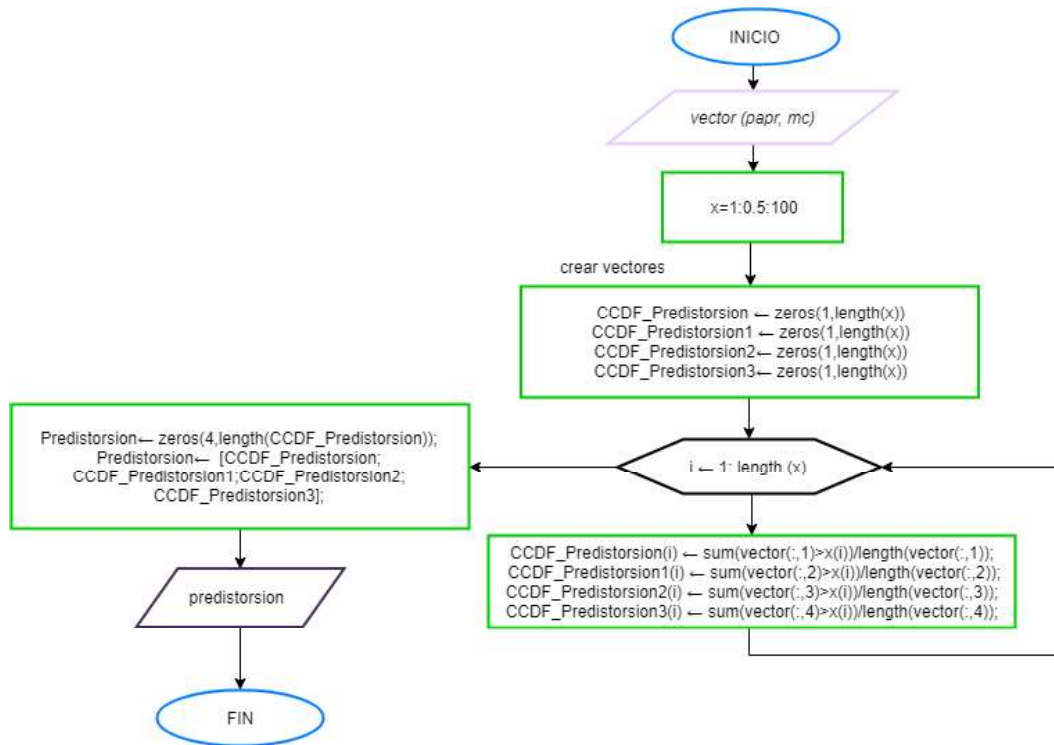 INICIO
vector (papr, mc)
x=1:0.5:100
crear vectores
CCDF_Predistorsion ← zeros(1,length(x))
CCDF_Predistorsion1 ← zeros(1,length(x))
CCDF_Predistorsion2← zeros(1,length(x))
CCDF_Predistorsion3← zeros(1,length(x))
i ← 1: length (x)
CCDF_Predistorsion(i) ← sum(vector(:,1)>x(i))/length(vector(:,1));
CCDF_Predistorsion1(i) ← sum(vector(:,2)>x(i))/length(vector(:,2));
CCDF_Predistorsion2(i) ← sum(vector(:,3)>x(i))/length(vector(:,3));
CCDF_Predistorsion3(i) ← sum(vector(:,4)>x(i))/length(vector(:,4));
Predistorsion← zeros(4,length(CCDF_Predistorsion));
Predistorsion← [CCDF_Predistorsion;
CCDF_Predistorsion1;CCDF_Predistorsion2;
CCDF_Predistorsion3];
predistorsion
FIN